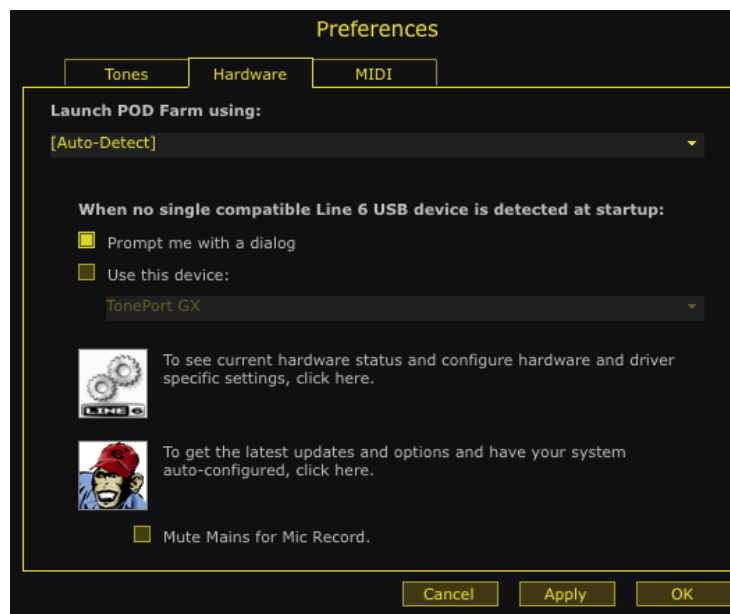 Preferences
Tones
Hardware
MIDI
Launch POD Farm using:
[Auto-Detect]
When no single compatible Line 6 USB device is detected at startup:
Prompt me with a dialog
Use this device:
TonePort GX
To see current hardware status and configure hardware and driver
specific settings, click here.
LINE 6
To get the latest updates and options and have your system
auto-configured, click here.
6
Mute Mains for Mic Record.
Cancel
Apply
OK